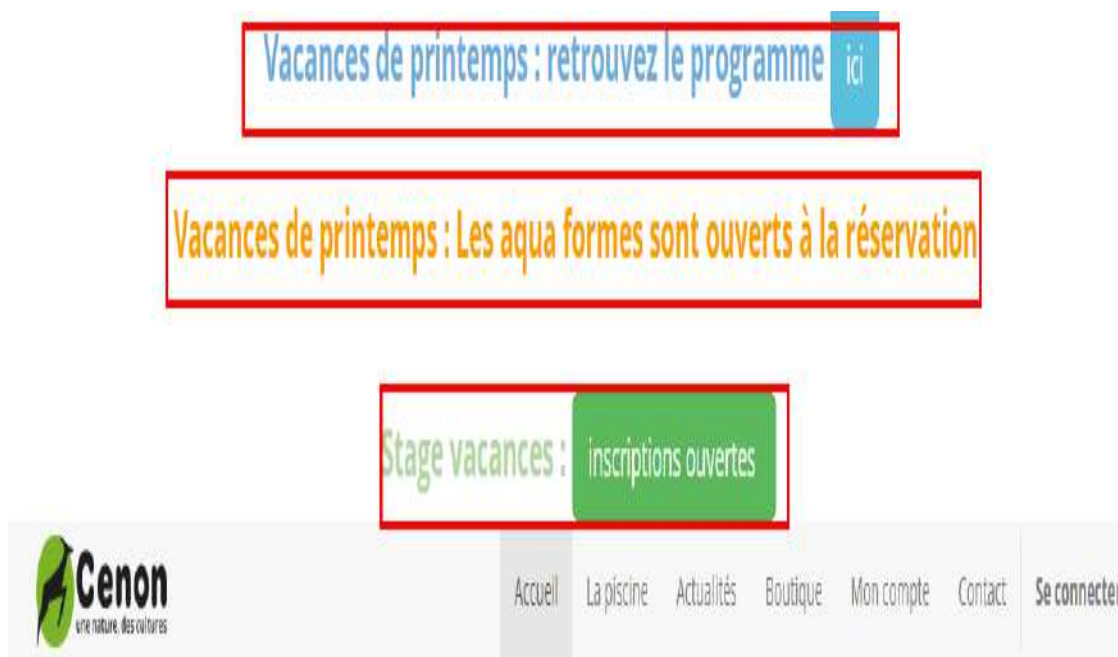 Vacances de printemps : retrouvez le programme ici
Vacances de printemps : Les aqua formes sont ouverts à la réservation
Stage vacances : inscriptions ouvertes
Cenon
une nature, des cultures
Accueil La piscine Actualités Boutique Mon compte Contact Se connecter